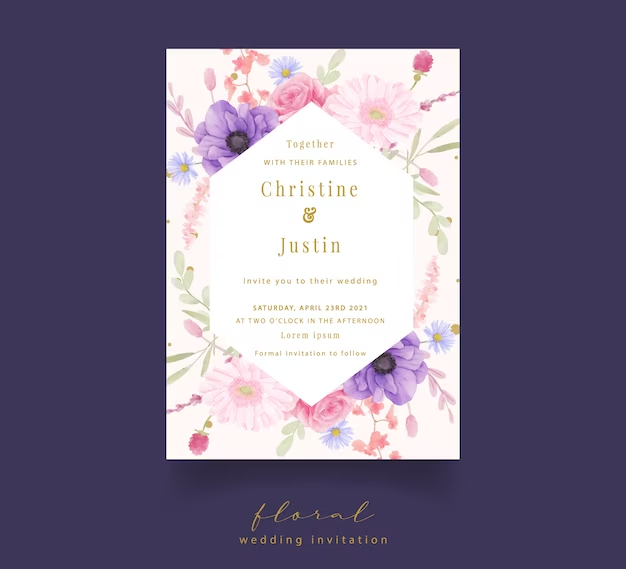 Together
WITH THEIR FAMILIES
Christine
&
Justin
Invite you to their wedding
SATURDAY, APRIL 23RD 2021
AT TWO O'CLOCK IN THE AFTERNOON
Lorem ipsum
Formal invitation to follow
floral
wedding invitation